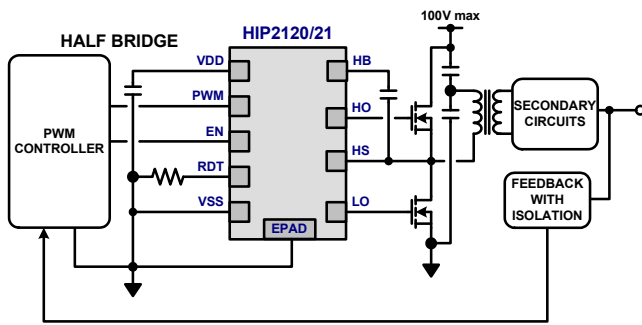 100V max
HALF BRIDGE
HIP2120/21
VDD
HB
PWM
HO
EN
HS
RDT
VSS
LO
EPAD
PWM
CONTROLLER
SECONDARY
CIRCUITS
FEEDBACK
WITH
ISOLATION